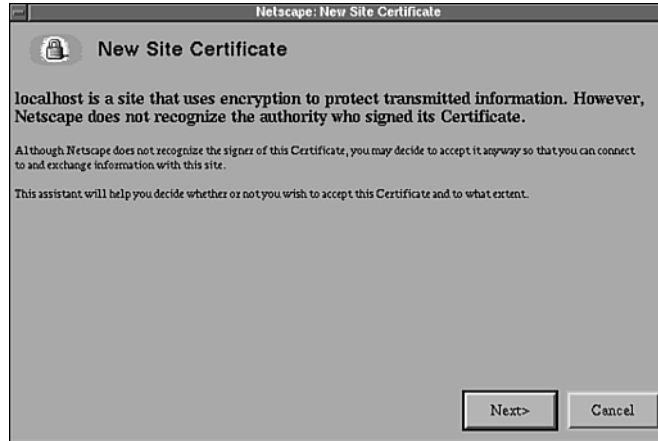 Netscape: New Site Certificate
New Site Certificate
localhost is a site that uses encryption to protect transmitted information. However,
Netscape does not recognize the authority who signed its Certificate.
Although Netscape does not recognize the signer of this Certificate, you may decide to accept it anyway so that you can connect
to and exchange information with this site.
This assistant will help you decide whether or not you wish to accept this Certificate and to what extent.
Next> Cancel